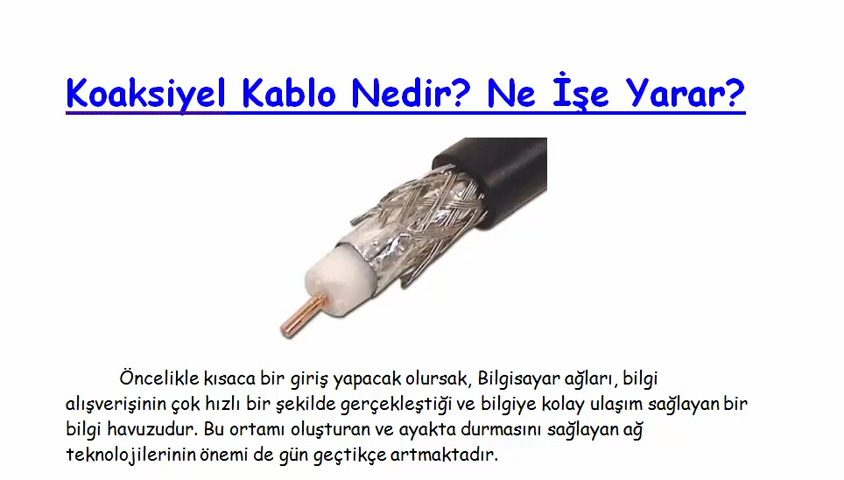 Koaksiyel Kablo Nedir? Ne İşe Yarar?
Öncelikle kısaca bir giriş yapacak olursak, Bilgisayar ağları, bilgi
alışverişinin çok hızlı bir şekilde gerçekleştiği ve bilgiye kolay ulaşım sağlayan bir
bilgi havuzudur. Bu ortamı oluşturan ve ayakta durmasını sağlayan ağ
teknolojilerinin önemi de gün geçtikçe artmaktadır.